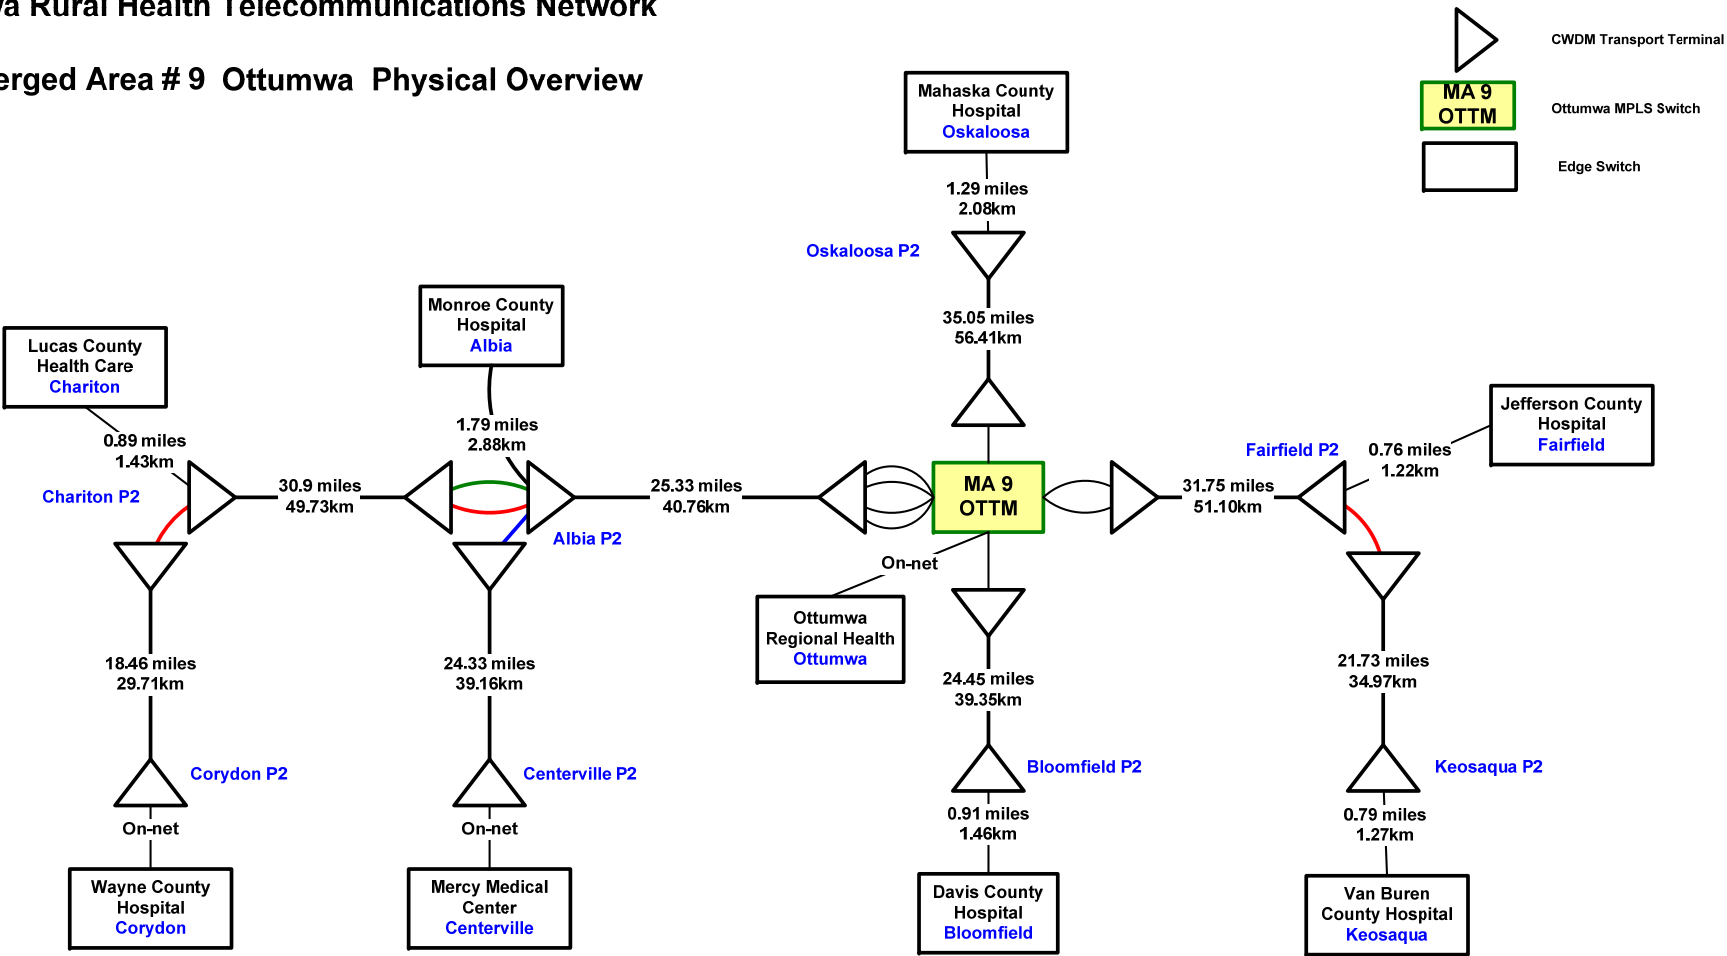 Rural Health Telecommunications Network
Area # 9 Ottumwa Physical Overview
CWDM Transport Terminal
MA 9
OTTM
Ottumwa MPLS Switch
Edge Switch
Mahaska County
Hospital
Oskaloosa
1.29 miles
2.08km
Oskaloosa P2
35.05 miles
56.41km
Monroe County
Hospital
Albia
1.79 miles
2.88km
Lucas County
Health Care
Chariton
0.89 miles
1.43km
Chariton P2
30.9 miles
49.73km
Albia P2
25.33 miles
40.76km
MA 9
OTTM
Fairfield P2
31.75 miles
51.10km
Jefferson County
Hospital
Fairfield
0.76 miles
1.22km
On-net
Ottumwa
Regional Health
Ottumwa
18.46 miles
29.71km
24.33 miles
39.16km
24.45 miles
39.35km
21.73 miles
34.97km
Corydon P2
Centerville P2
Bloomfield P2
Keosaqua P2
On-net
On-net
0.91 miles
1.46km
0.79 miles
1.27km
Wayne County
Hospital
Corydon
Mercy Medical
Center
Centerville
Davis County
Hospital
Bloomfield
Van Buren
County Hospital
Keosaqua